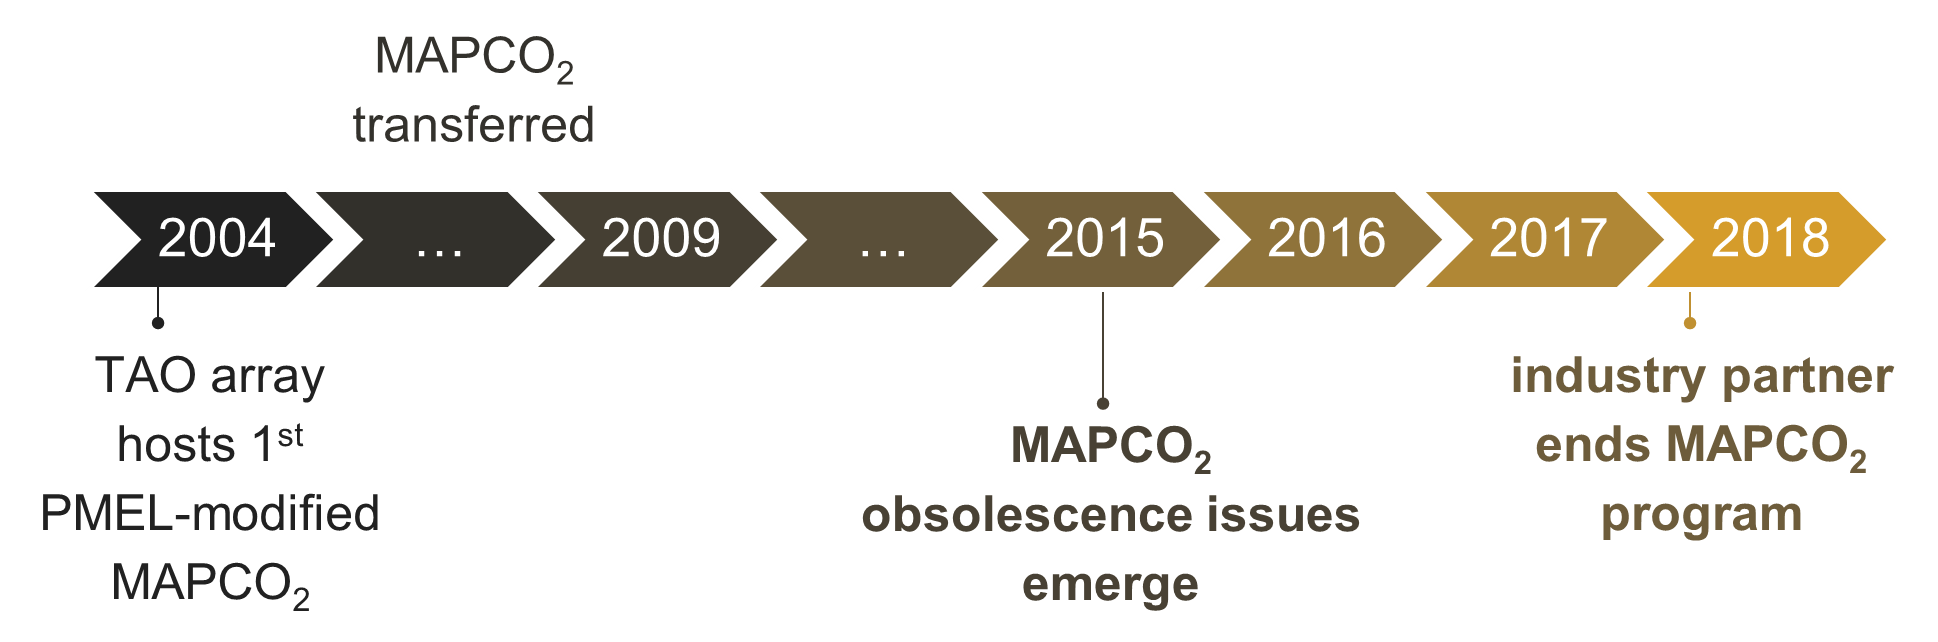 MAPCO₂
transferred
2004
...
2009
...
2015
2016
2017
2018
TAO array
hosts 1ˢᵗ
PMEL-modified
MAPCO₂
MAPCO₂
obsolescence issues
emerge
industry partner
ends MAPCO₂
program